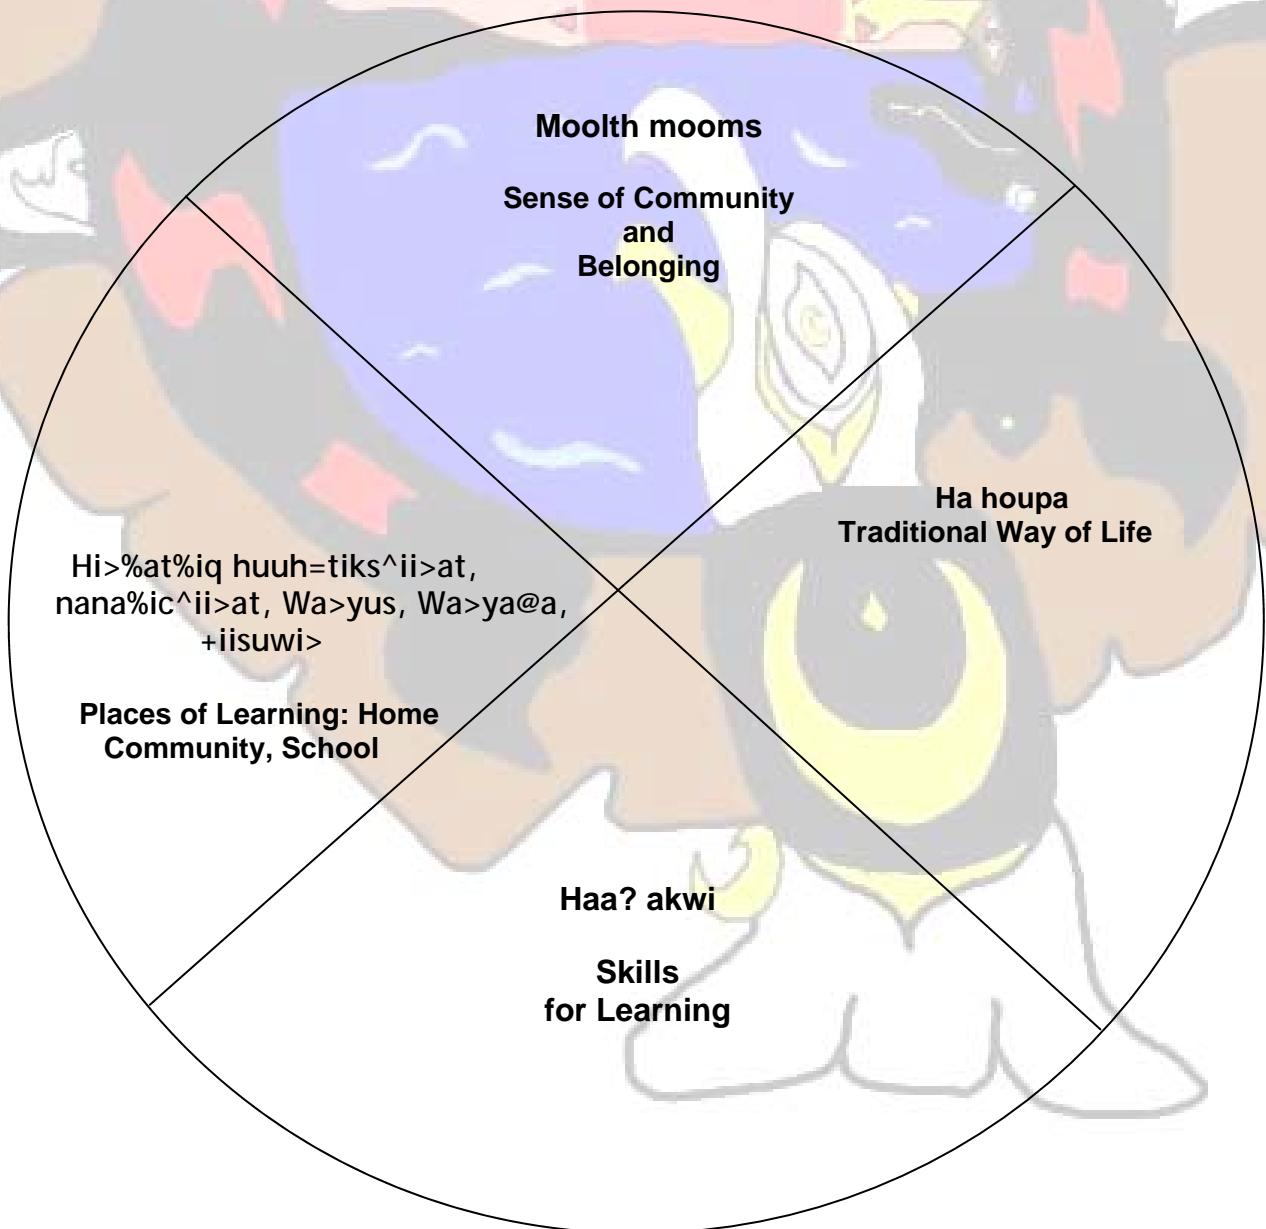 Moolth mooms
Sense of Community
and
Belonging
Ha houpa
Traditional Way of Life
Hi>%at%iq huuh=tiks^ii>at,
nana%ic^ii>at, Wa>yus, Wa>ya@a,
+iisuwi>
Places of Learning: Home
Community, School
Haa? akwi
Skills
for Learning